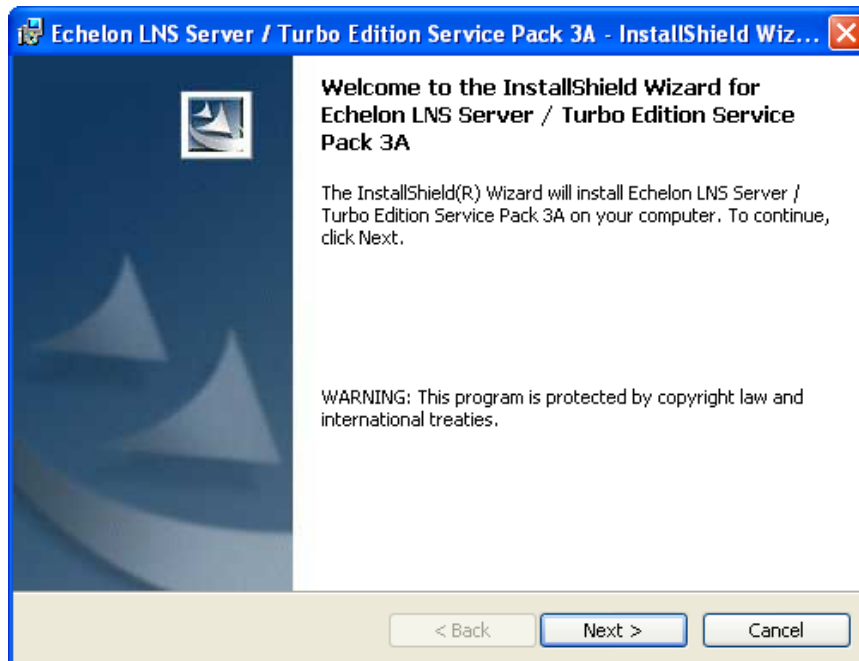 Echelon LNS Server / Turbo Edition Service Pack 3A - InstallShield Wiz...
Welcome to the InstallShield Wizard for
Echelon LNS Server / Turbo Edition Service
Pack 3A
The InstallShield(R) Wizard will install Echelon LNS Server /
Turbo Edition Service Pack 3A on your computer. To continue,
click Next.
WARNING: This program is protected by copyright law and
international treaties.
< Back
Next >
Cancel